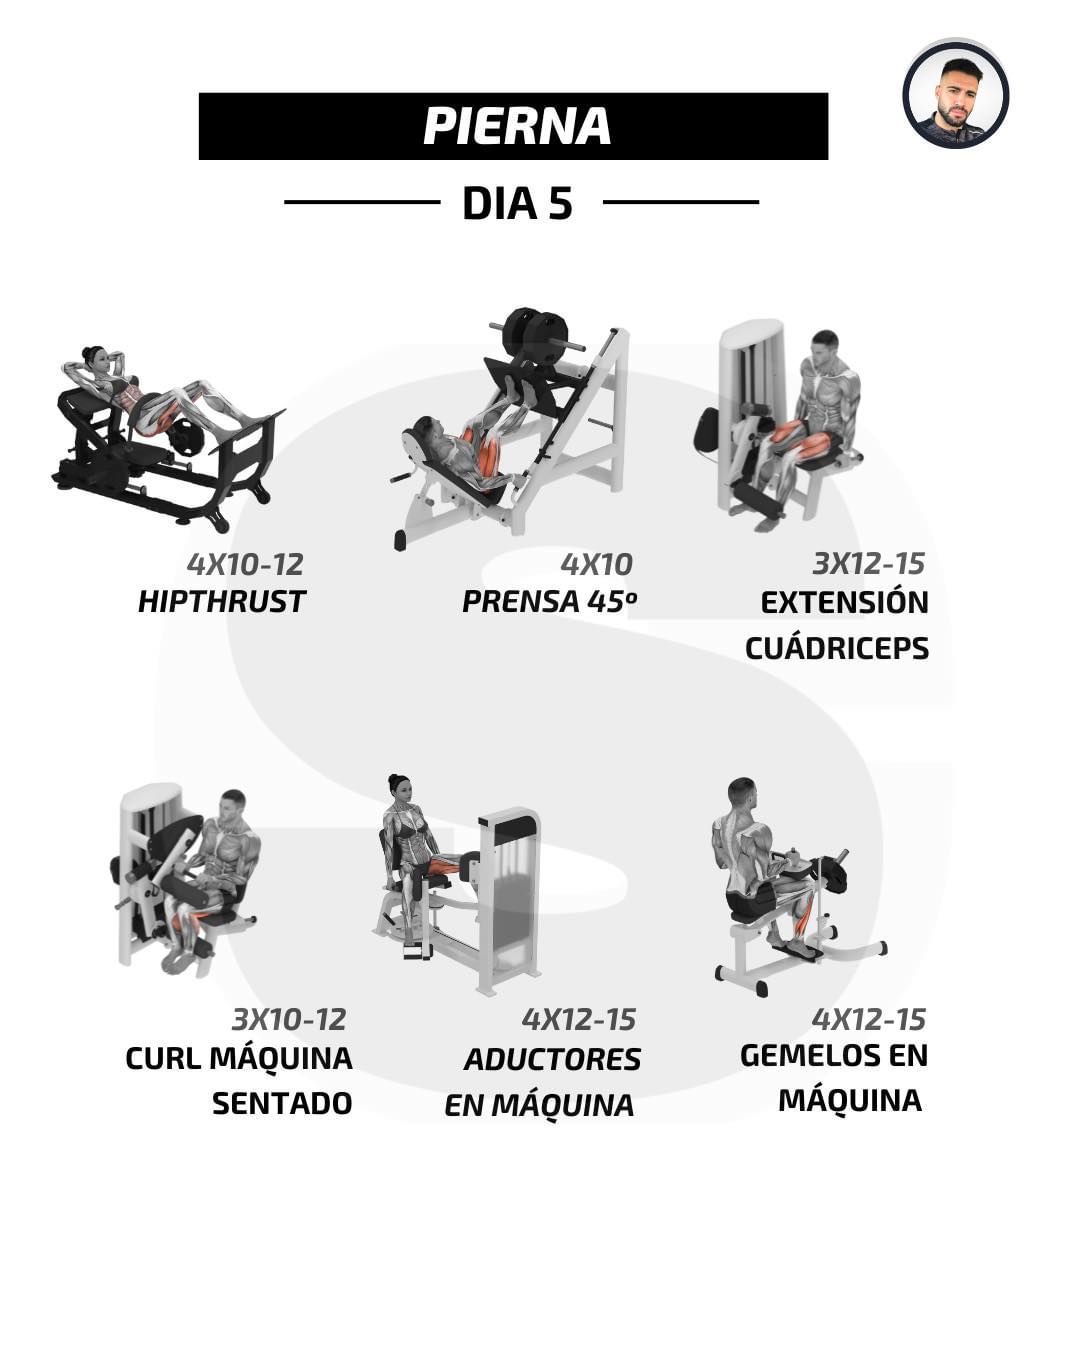 PIERNA
DIA 5
4X10-12
HIPTHRUST
4X10
PRENSA 45º
3X12-15
EXTENSIÓN
CUÁDRICEPS
3X10-12
CURL MÁQUINA
SENTADO
4X12-15
ADUCTORES
EN MÁQUINA
4X12-15
GEMELOS EN
MÁQUINA